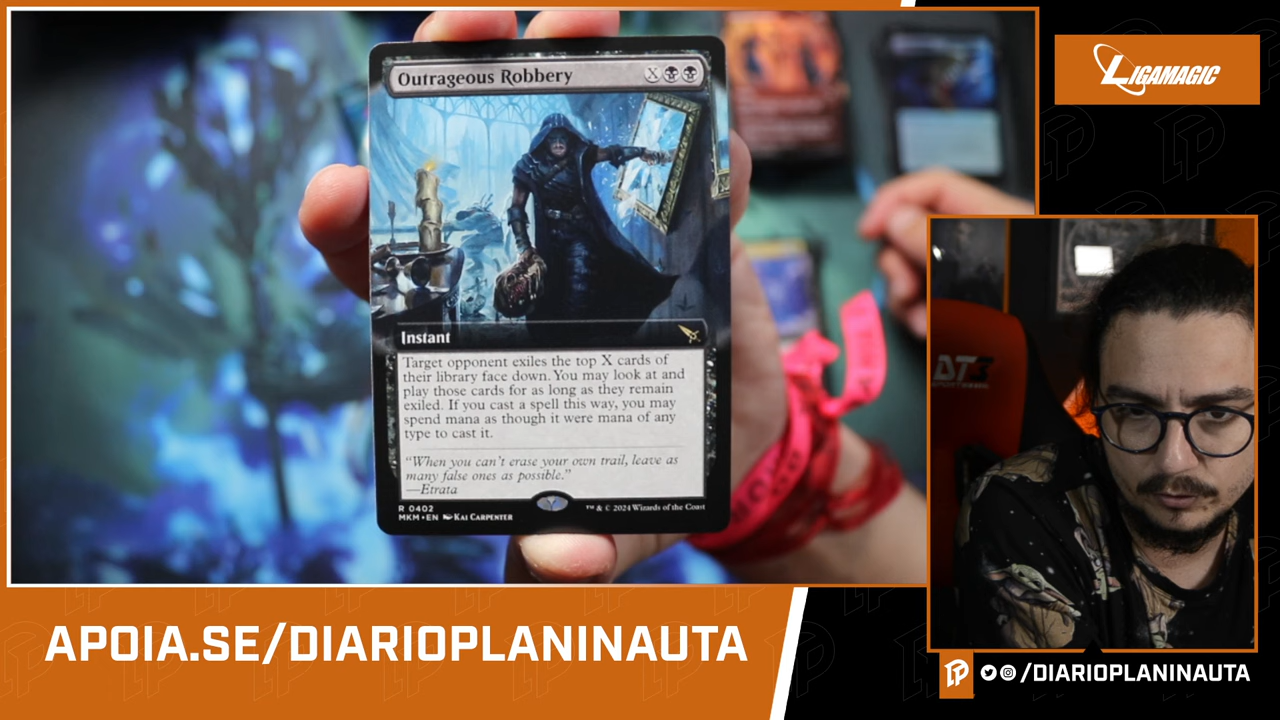 Outrageous Robbery
X
Instant
Target opponent exiles the top X cards of
their library face down. You may look at and
play those cards for as long as they remain
exiled. If you cast a spell this way, you may
spend mana as though it were mana of any
type to cast it.
"When you can't erase your own trail, leave as
many false ones as possible."
—Etrata
R 0402
MKM • EN KAI CARPENTER
™ & © 2024 Wizards of the Coast
LIGAMAGIC
DT3
APOIA.SE/DIARIOPLANINAUTA
/DIARIOPLANINAUTA